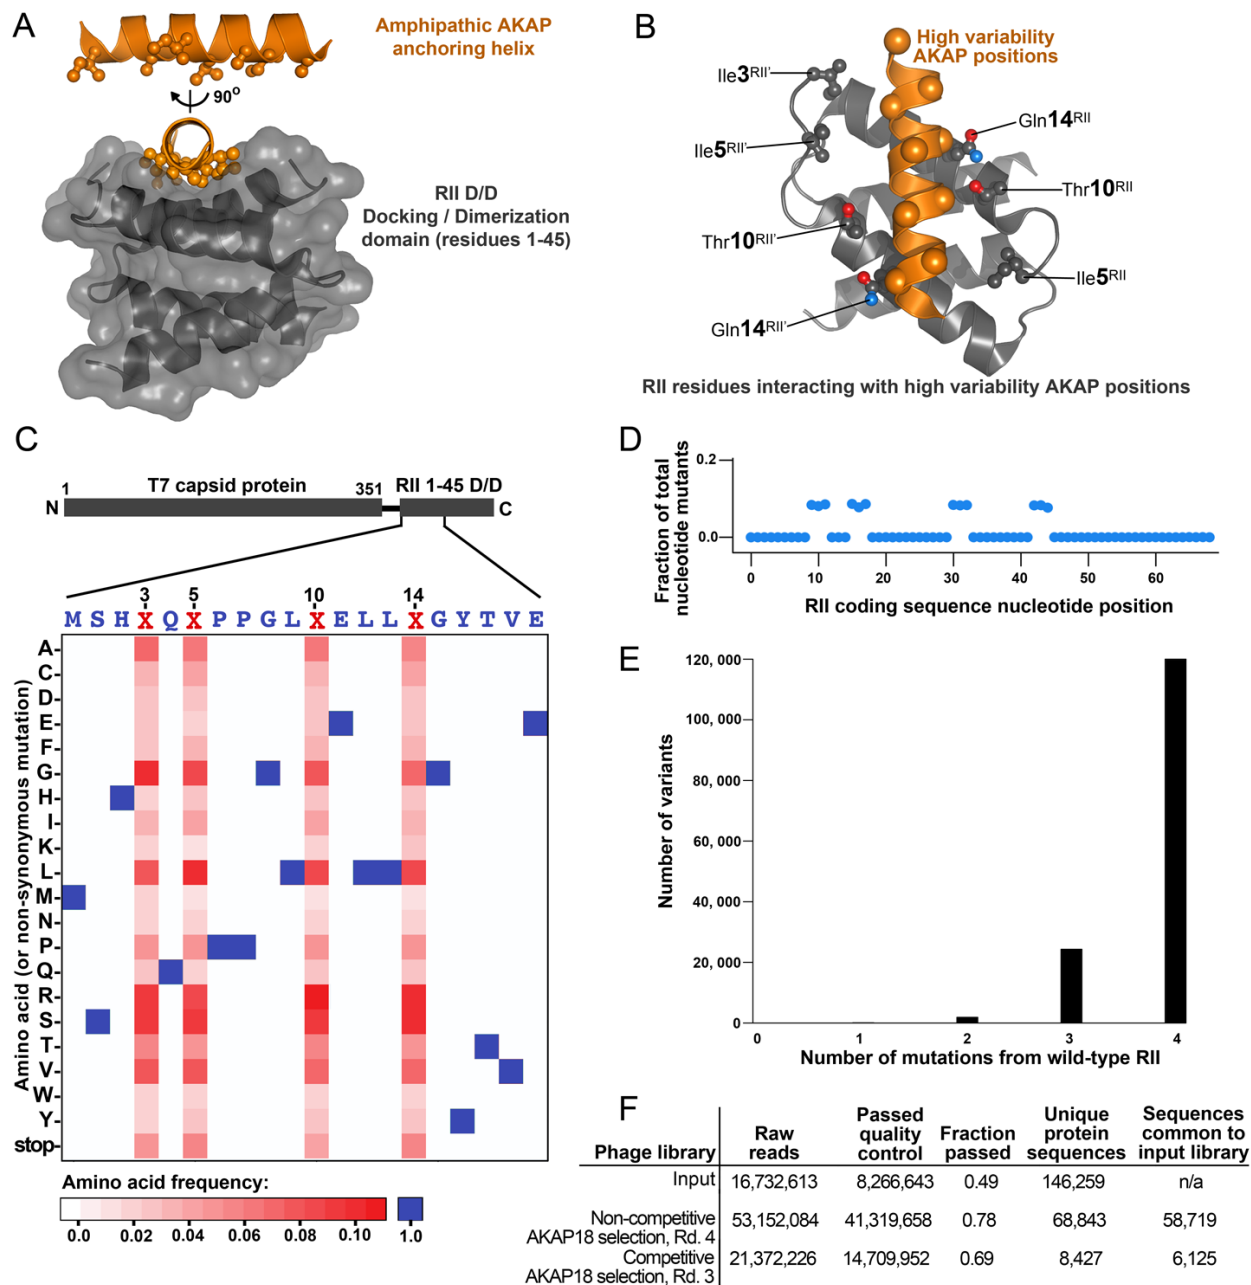 A
Amphipathic AKAP
anchoring helix
90o
RII D/D
Docking / Dimerization
domain (residues 1-45)
B
High variability
AKAP positions
Ile3RII'
Gln14RII
Ile5RII'
Thr10RII
Thr10RII'
Ile5RII
Gln14RII'
RII residues interacting with high variability AKAP positions
C
1 T7 capsid protein 351 RII 1-45 D/D
N C
3 5 10 14
M S H X Q X P P G L X E L L X G Y T V E
Amino acid (or non-synonymous mutation)
A
C
D
E
F
G
H
I
K
L
M
N
P
Q
R
S
T
V
W
Y
stop
Amino acid frequency:
0.0 0.02 0.04 0.06 0.08 0.10 1.0
D
Fraction of total
nucleotide mutants
0.2
0.0
0 10 20 30 40 50 60
RII coding sequence nucleotide position
E
Number of variants
120, 000
100, 000
80, 000
60, 000
40, 000
20, 000
0
0 1 2 3 4
Number of mutations from wild-type RII
F
Phage library Raw reads Passed quality control Fraction passed Unique protein sequences Sequences common to input library
Input 16,732,613 8,266,643 0.49 146,259 n/a
Non-competitive AKAP18 selection, Rd. 4 53,152,084 41,319,658 0.78 68,843 58,719
Competitive AKAP18 selection, Rd. 3 21,372,226 14,709,952 0.69 8,427 6,125